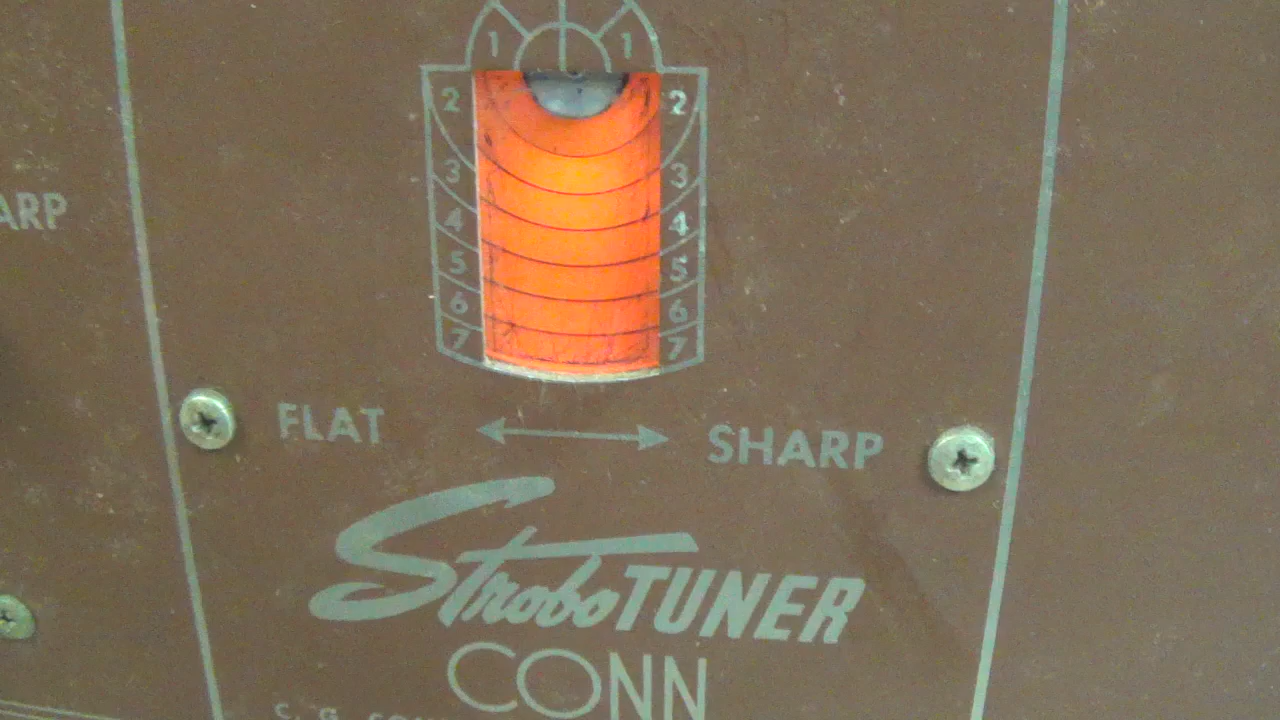 1 1
2 2
3 3
4 4
5 5
6 6
7 7
ARP
FLAT SHARP
StroboTUNER
CONN
C. G.